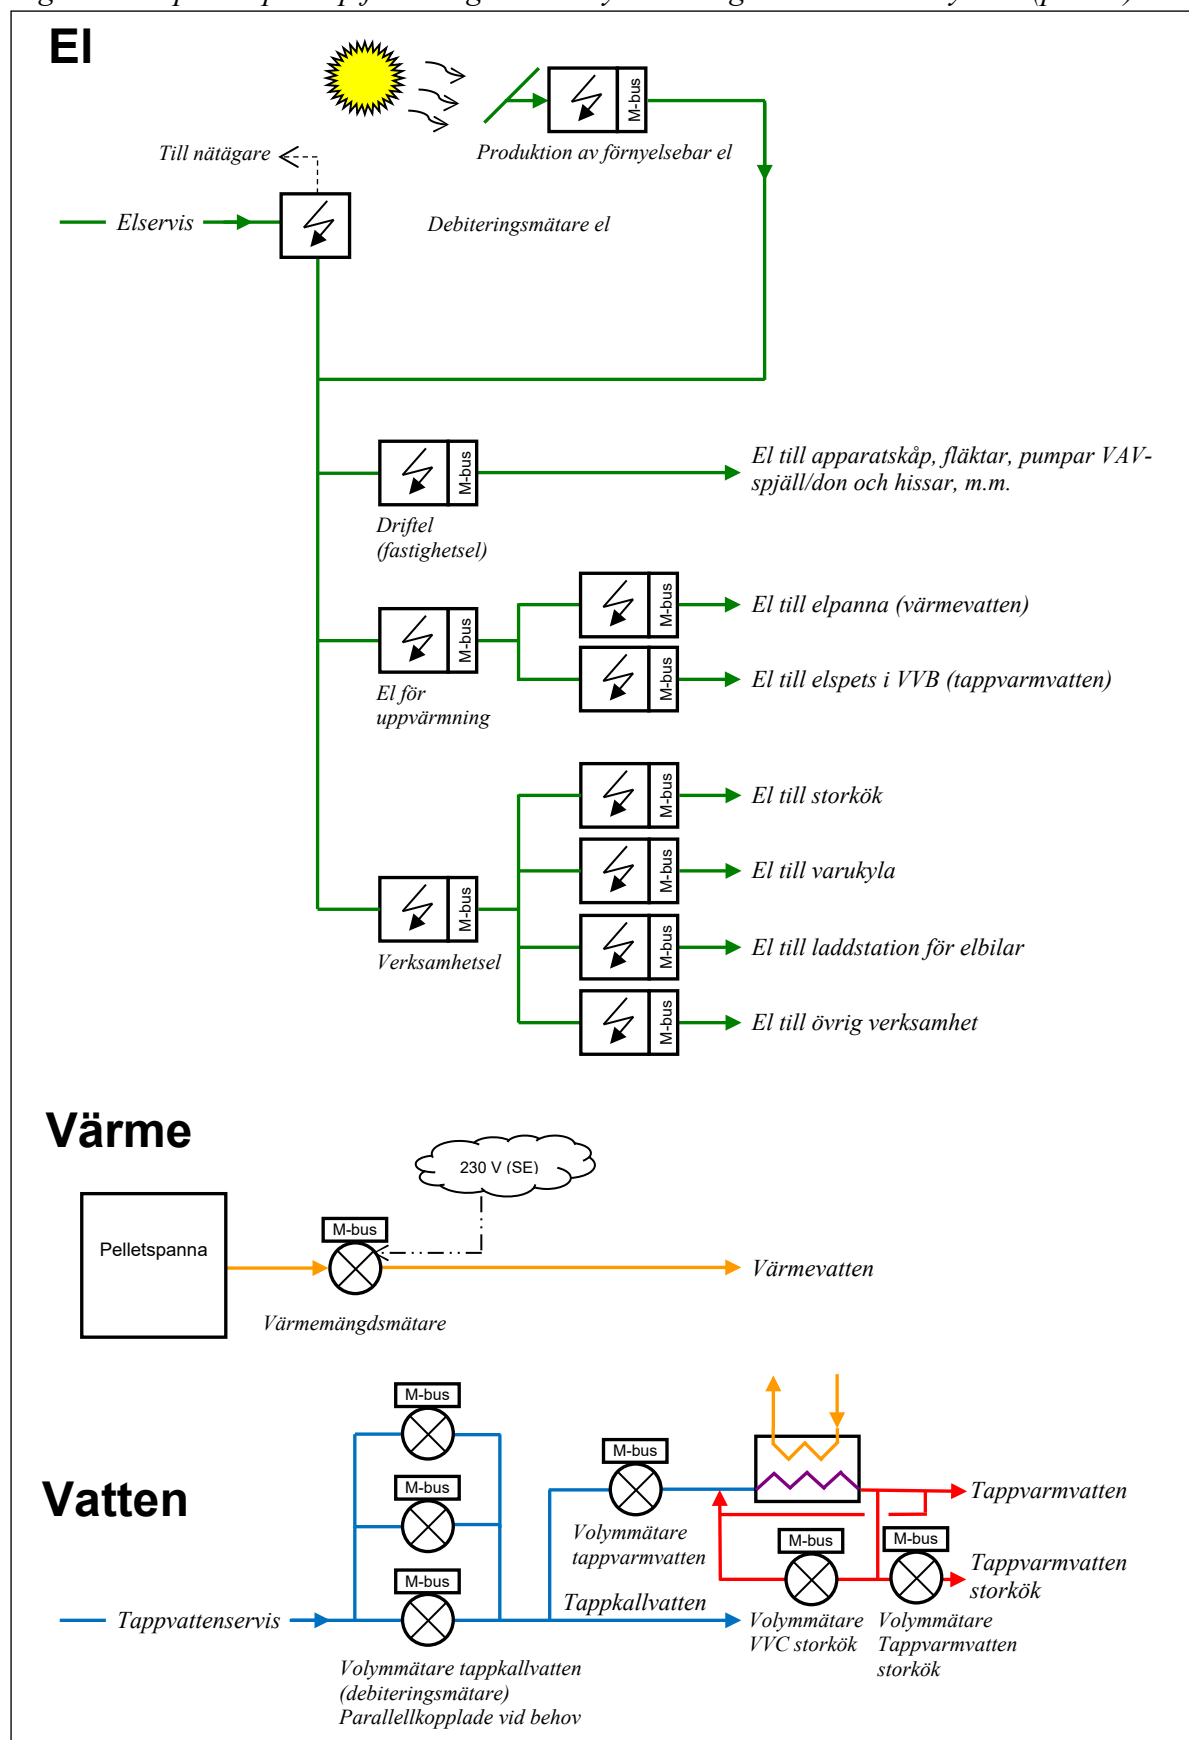 El
M-bus
Produktion av förnyelsebar el
Till nätägare
Elservis
Debiteringsmätare el
M-bus
El till apparatskåp, fläktar, pumpar VAV-
spjäll/don och hissar, m.m.
Driftel
(fastighetsel)
M-bus
El till elpanna (värmevatten)
M-bus
M-bus
El till elspets i VVB (tappvarmvatten)
El för
uppvärmning
M-bus
El till storkök
M-bus
El till varukyla
M-bus
Verksamhetsel
M-bus
El till laddstation för elbilar
M-bus
El till övrig verksamhet
Värme
230 V (SE)
Pelletspanna
M-bus
Värmevatten
Värmemängdsmätare
Vatten
M-bus
M-bus
M-bus
M-bus
Tappvarmvatten
Volymmätare
tappvarmvatten
M-bus
M-bus
Tappvarmvatten
storkök
Tappvattenservis
Tappkallvatten
Volymmätare
VVC storkök
Volymmätare
Tappvarmvatten
storkök
Volymmätare tappkallvatten
(debiteringsmätare)
Parallellkopplade vid behov